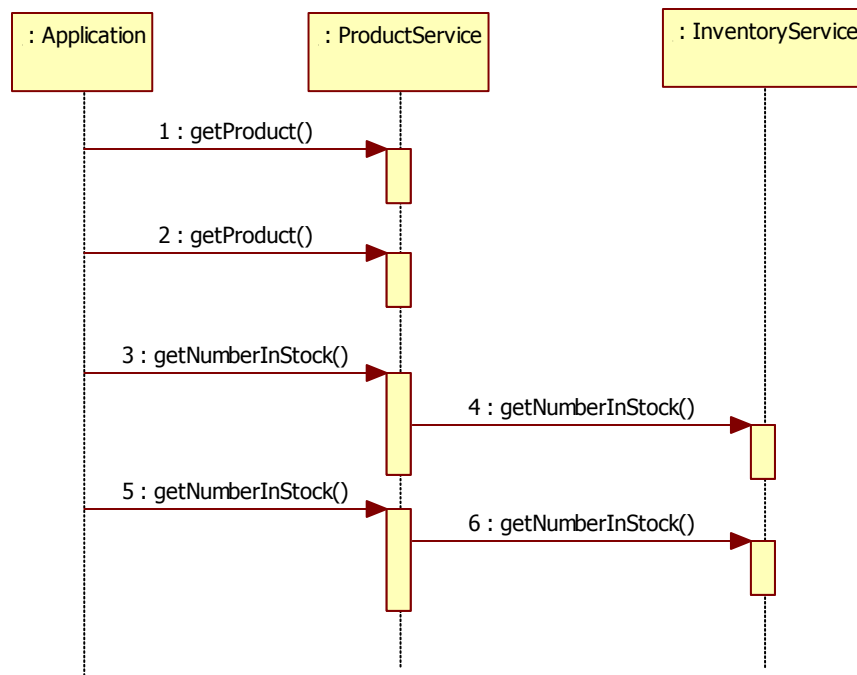 : Application
: ProductService
: InventoryService
1 : getProduct()
2 : getProduct()
3 : getNumberInStock()
4 : getNumberInStock()
5 : getNumberInStock()
6 : getNumberInStock()